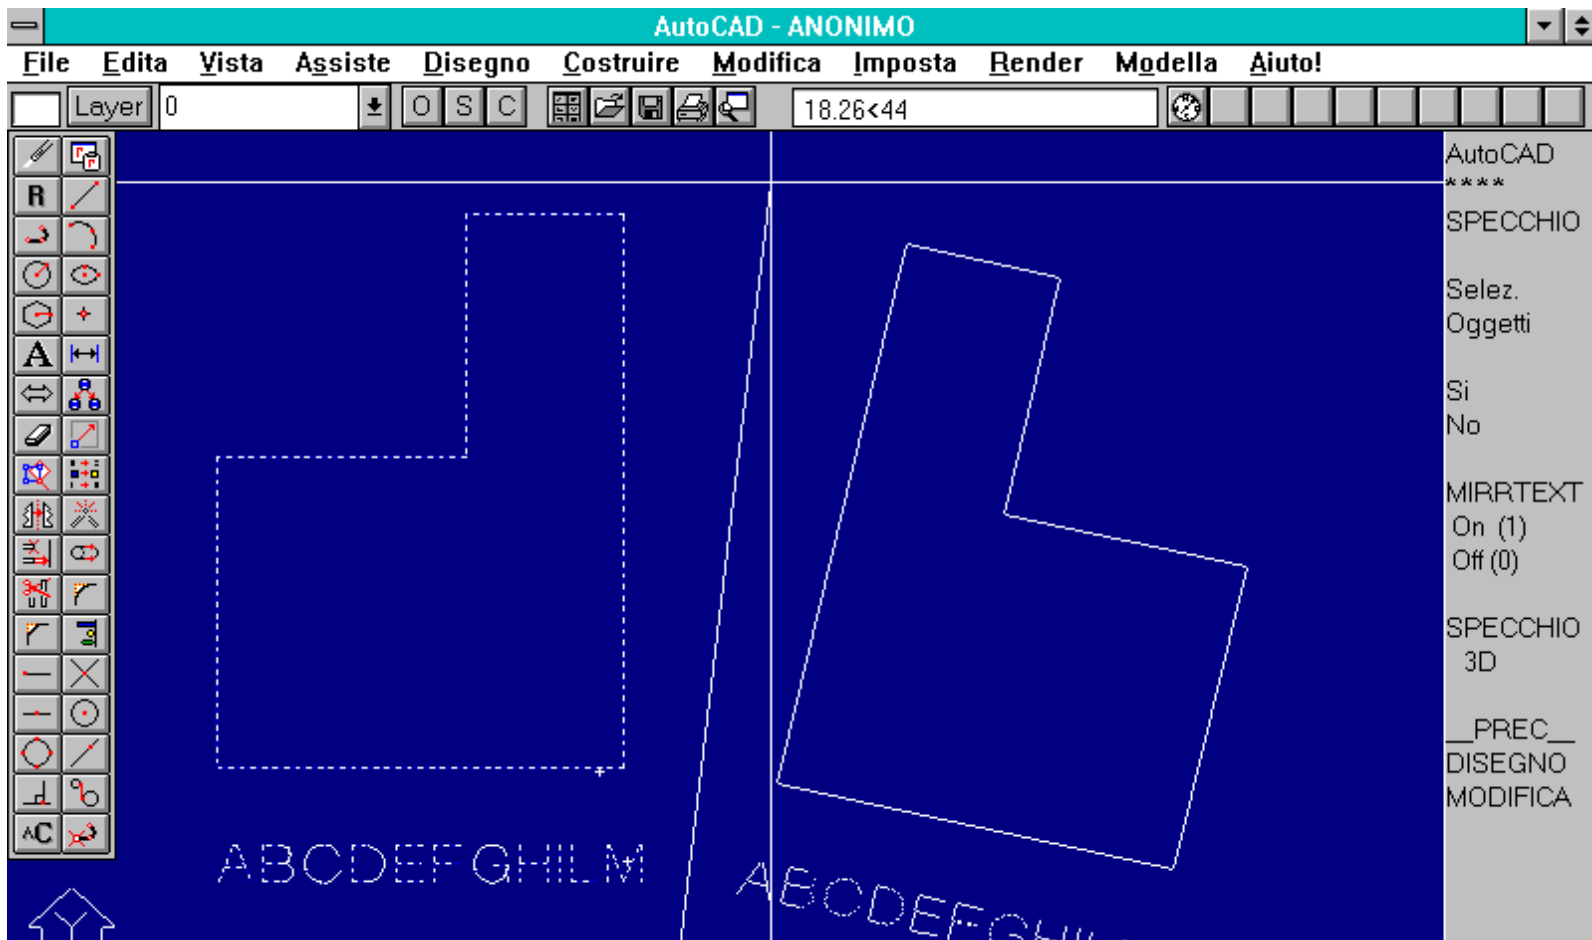 AutoCAD - ANONIMO
File Edita Vista Assiste Disegno Costruire Modifica Imposta Render Modella Aiuto!
Layer 0 O S C 18.26<44
AutoCAD
****
SPECCHIO
Selez.
Oggetti
Si
No
MIRRTEXT
On (1)
Off (0)
SPECCHIO
3D
__PREC__
DISEGNO
MODIFICA
R
A
^C
ABCDEFGHILM
ABCDEFGHIL
Y